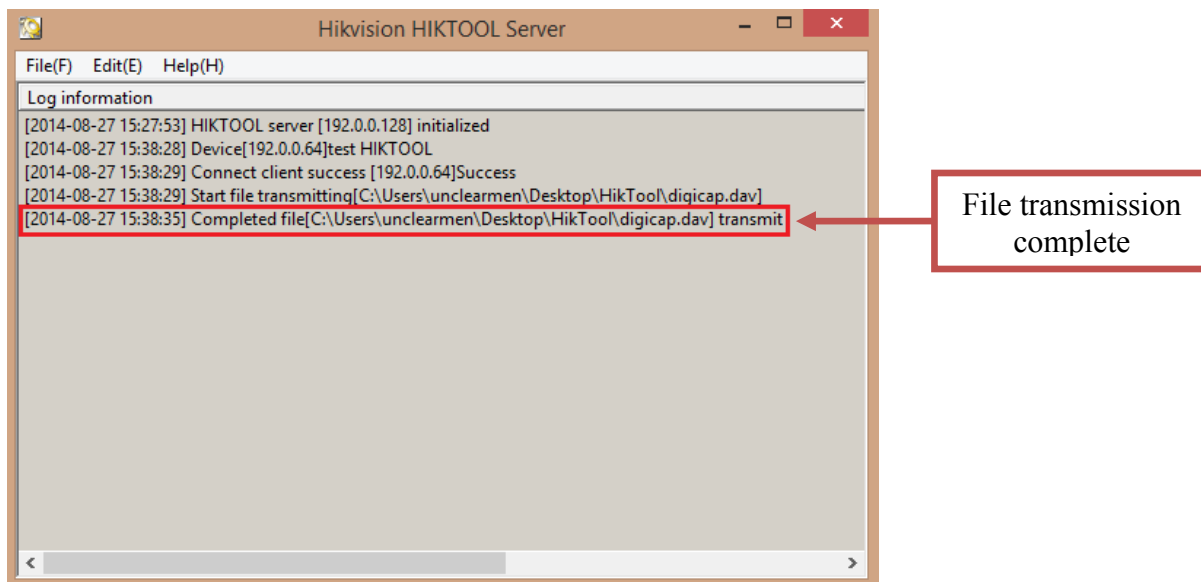 Hikvision HIKTOOL Server
File(F) Edit(E) Help(H)
Log information
[2014-08-27 15:27:53] HIKTOOL server [192.0.0.128] initialized
[2014-08-27 15:38:28] Device[192.0.0.64]test HIKTOOL
[2014-08-27 15:38:29] Connect client success [192.0.0.64]Success
[2014-08-27 15:38:29] Start file transmitting[C:\Users\unclearmen\Desktop\HikTool\digicap.dav]
[2014-08-27 15:38:35] Completed file[C:\Users\unclearmen\Desktop\HikTool\digicap.dav] transmit
File transmission
complete